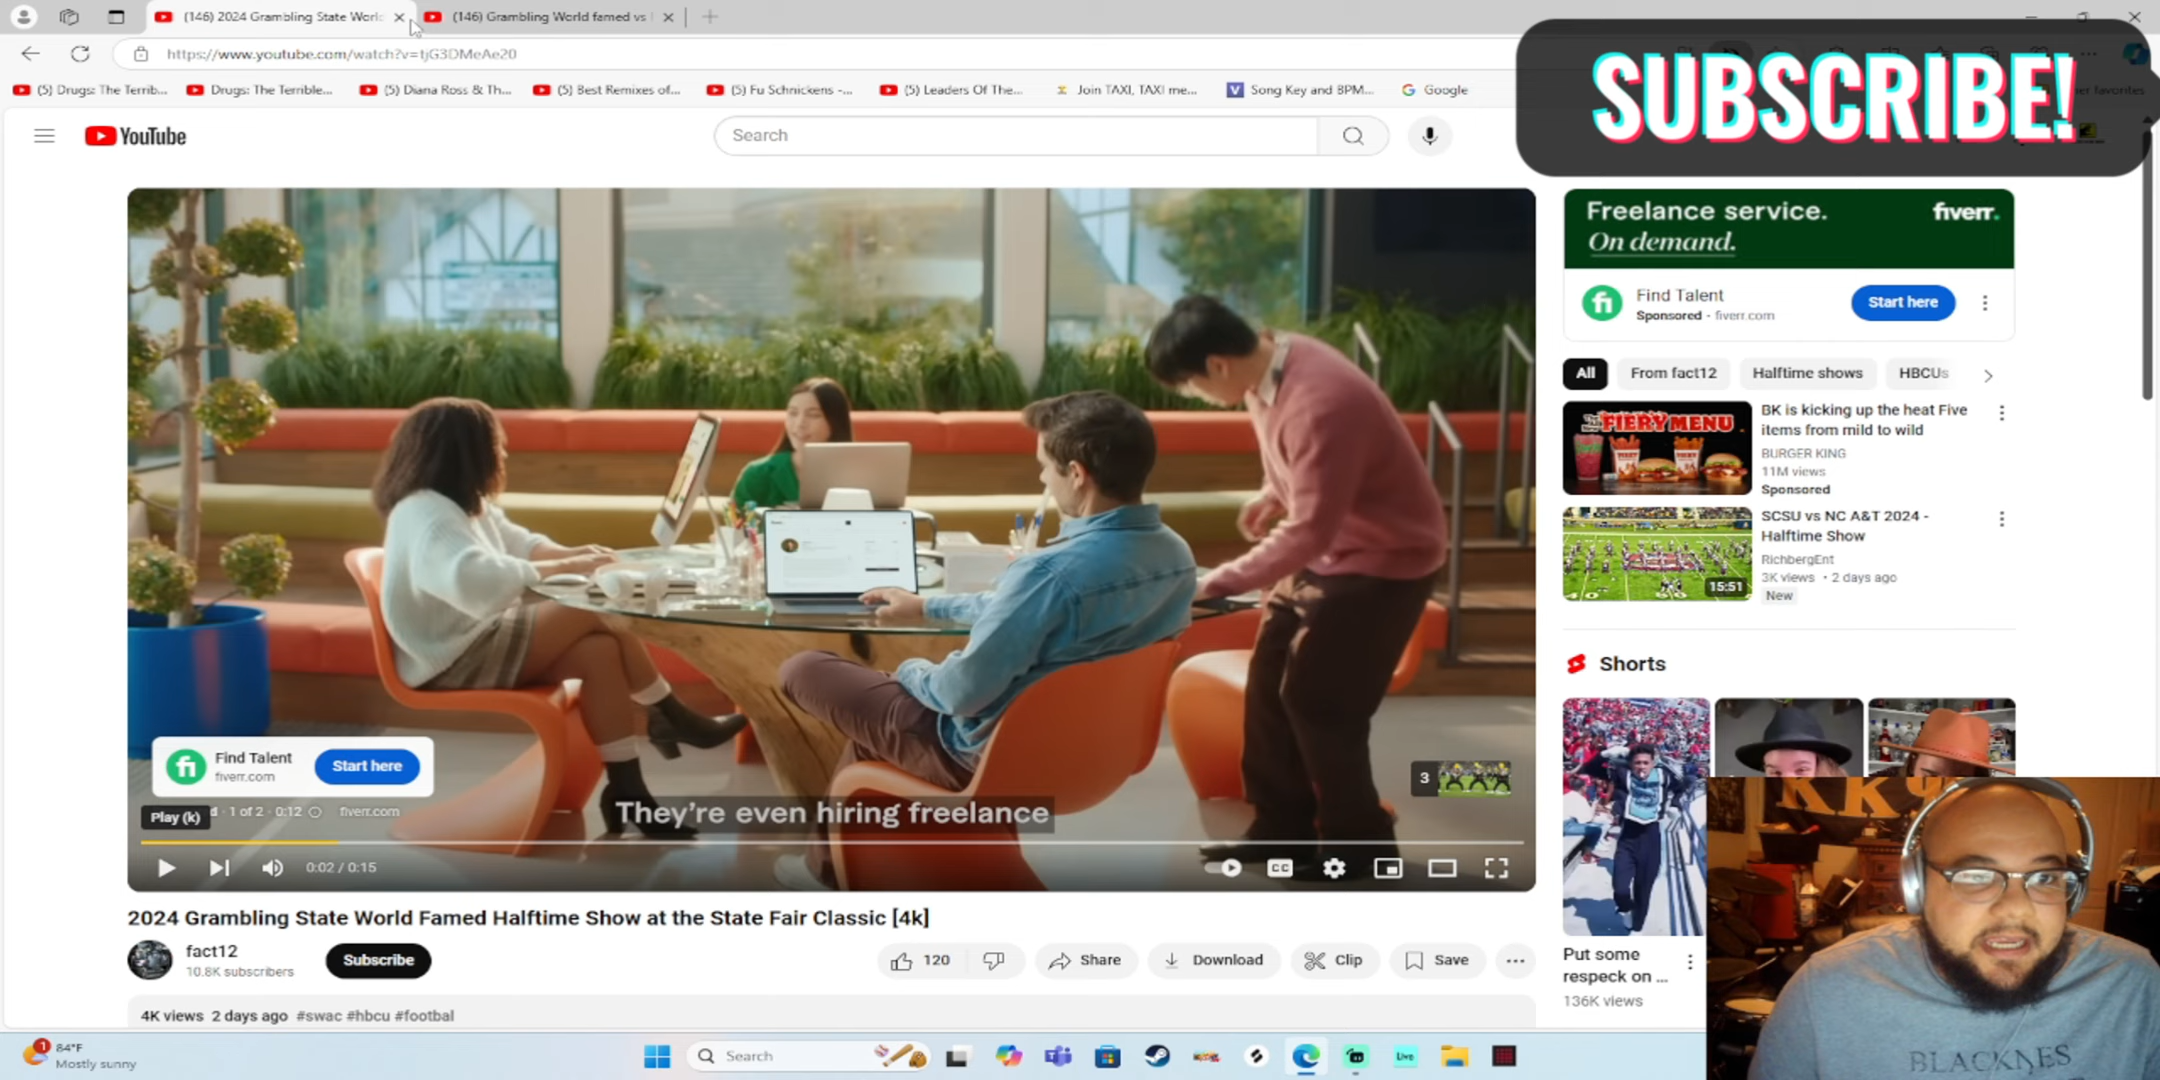 (146) 2024 Grambling State World
(146) Grambling World famed vs
https://www.youtube.com/watch?v=tjG3DMeAe20
(5) Drugs: The Terrib...
Drugs: The Terrible...
(5) Diana Ross & Th...
(5) Best Remixes of...
(5) Fu Schnickens -...
(5) Leaders Of The...
Join TAXI, TAXI me...
Song Key and BPM...
Google
er favorites
SUBSCRIBE!
YouTube
Search
Freelance service.
On demand.
fiverr.
Find Talent
Sponsored · fiverr.com
Start here
All
From fact12
Halftime shows
HBCUs
FIERY MENU
BK is kicking up the heat Five
items from mild to wild
BURGER KING
11M views
Sponsored
SCSU vs NC A&T 2024 -
Halftime Show
RichbergEnt
3K views • 2 days ago
New
15:51
Shorts
Put some
respeck on ...
136K views
Find Talent
fiverr.com
Start here
Play (k)
d · 1 of 2 · 0:12
fiverr.com
They're even hiring freelance
3
0:02 / 0:15
CC
2024 Grambling State World Famed Halftime Show at the State Fair Classic [4k]
fact12
10.8K subscribers
Subscribe
120
Share
Download
Clip
Save
4K views 2 days ago #swac #hbcu #footbal
1
84°F
Mostly sunny
Search
Live